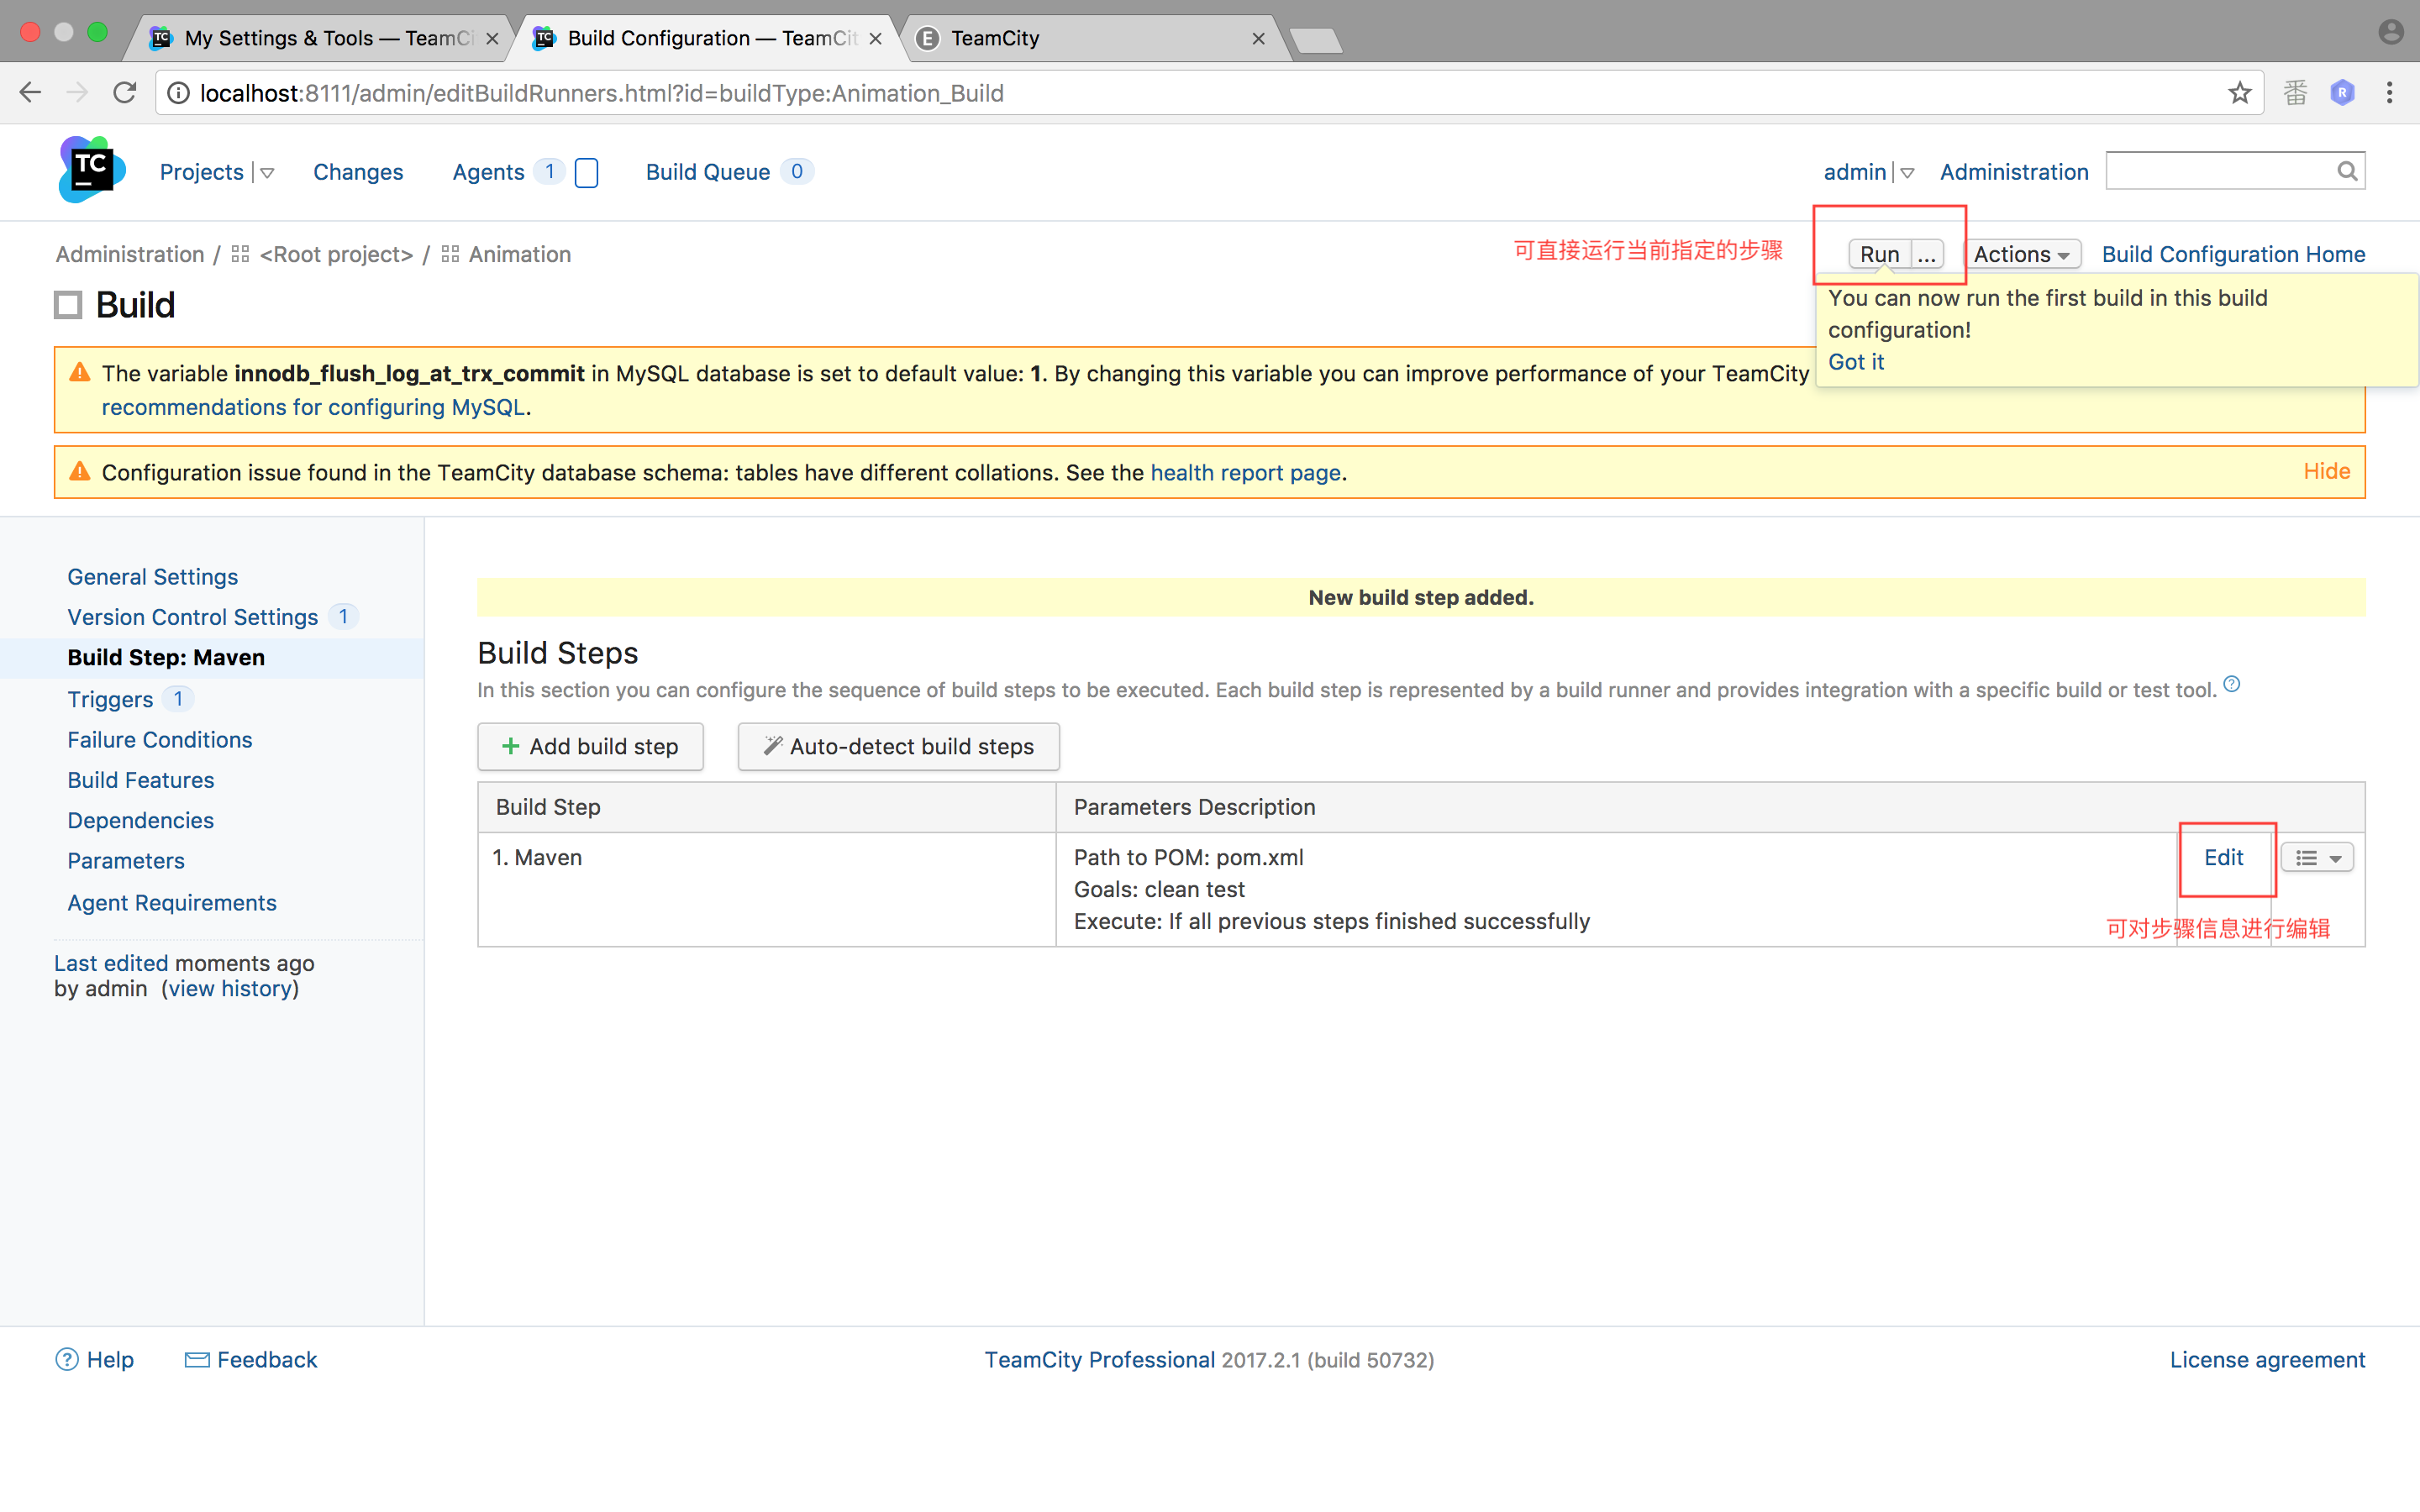 My Settings & Tools — TeamCi
Build Configuration — TeamCit
E TeamCity
localhost:8111/admin/editBuildRunners.html?id=buildType:Animation_Build
番 R
TC
Projects
Changes
Agents 1
Build Queue 0
admin
Administration
Administration / <Root project> / Animation
可直接运行当前指定的步骤
Run ...
Actions
Build Configuration Home
Build
You can now run the first build in this build
configuration!
Got it
The variable innodb_flush_log_at_trx_commit in MySQL database is set to default value: 1. By changing this variable you can improve performance of your TeamCity
recommendations for configuring MySQL.
Configuration issue found in the TeamCity database schema: tables have different collations. See the health report page.
Hide
General Settings
Version Control Settings 1
Build Step: Maven
Triggers 1
Failure Conditions
Build Features
Dependencies
Parameters
Agent Requirements
Last edited moments ago
by admin (view history)
New build step added.
Build Steps
In this section you can configure the sequence of build steps to be executed. Each build step is represented by a build runner and provides integration with a specific build or test tool. ?
+ Add build step
Auto-detect build steps
Build Step
Parameters Description
1. Maven
Path to POM: pom.xml
Goals: clean test
Execute: If all previous steps finished successfully
Edit
可对步骤信息进行编辑
? Help
Feedback
TeamCity Professional 2017.2.1 (build 50732)
License agreement